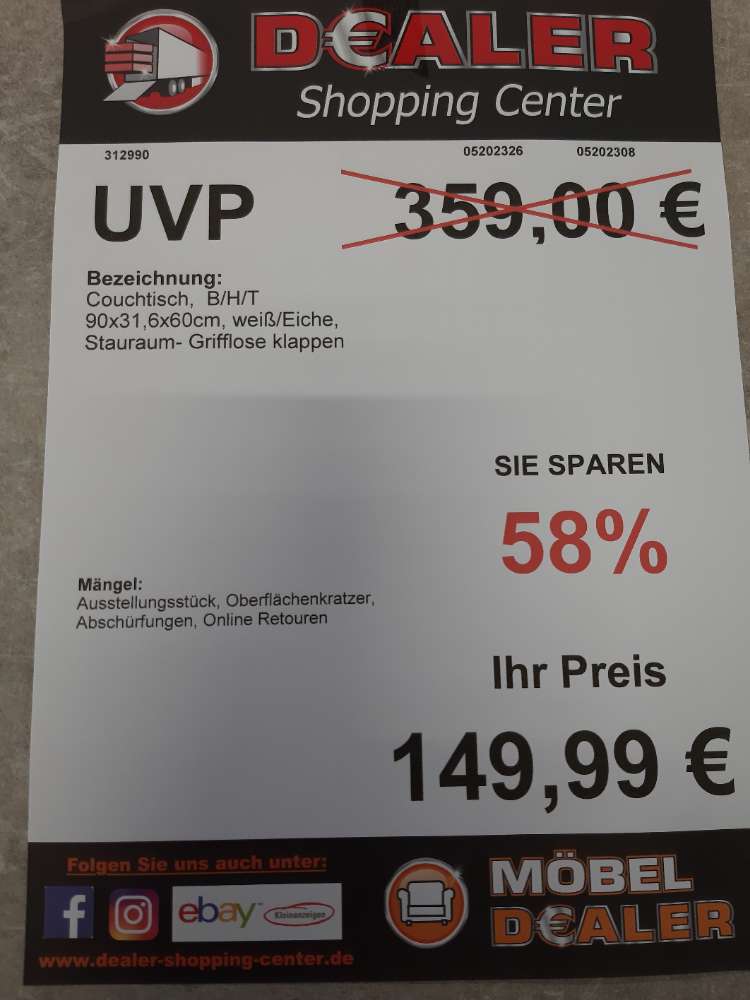 D€ALER
Shopping Center
312990 05202326 05202308
UVP 359,00 €
Bezeichnung:
Couchtisch, B/H/T
90x31,6x60cm, weiß/Eiche,
Stauraum- Grifflose klappen
SIE SPAREN
58%
Mängel:
Ausstellungsstück, Oberflächenkratzer,
Abschürfungen, Online Retouren
Ihr Preis
149,99 €
Folgen Sie uns auch unter:
f ebay Kleinanzeigen
www.dealer-shopping-center.de
MÖBEL
D€ALER